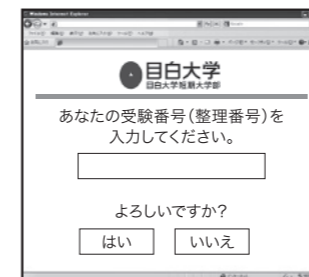 目白大学
目白大学短期大学部
あなたの受験番号(整理番号)を
入力してください。
よろしいですか?
はい
いいえ